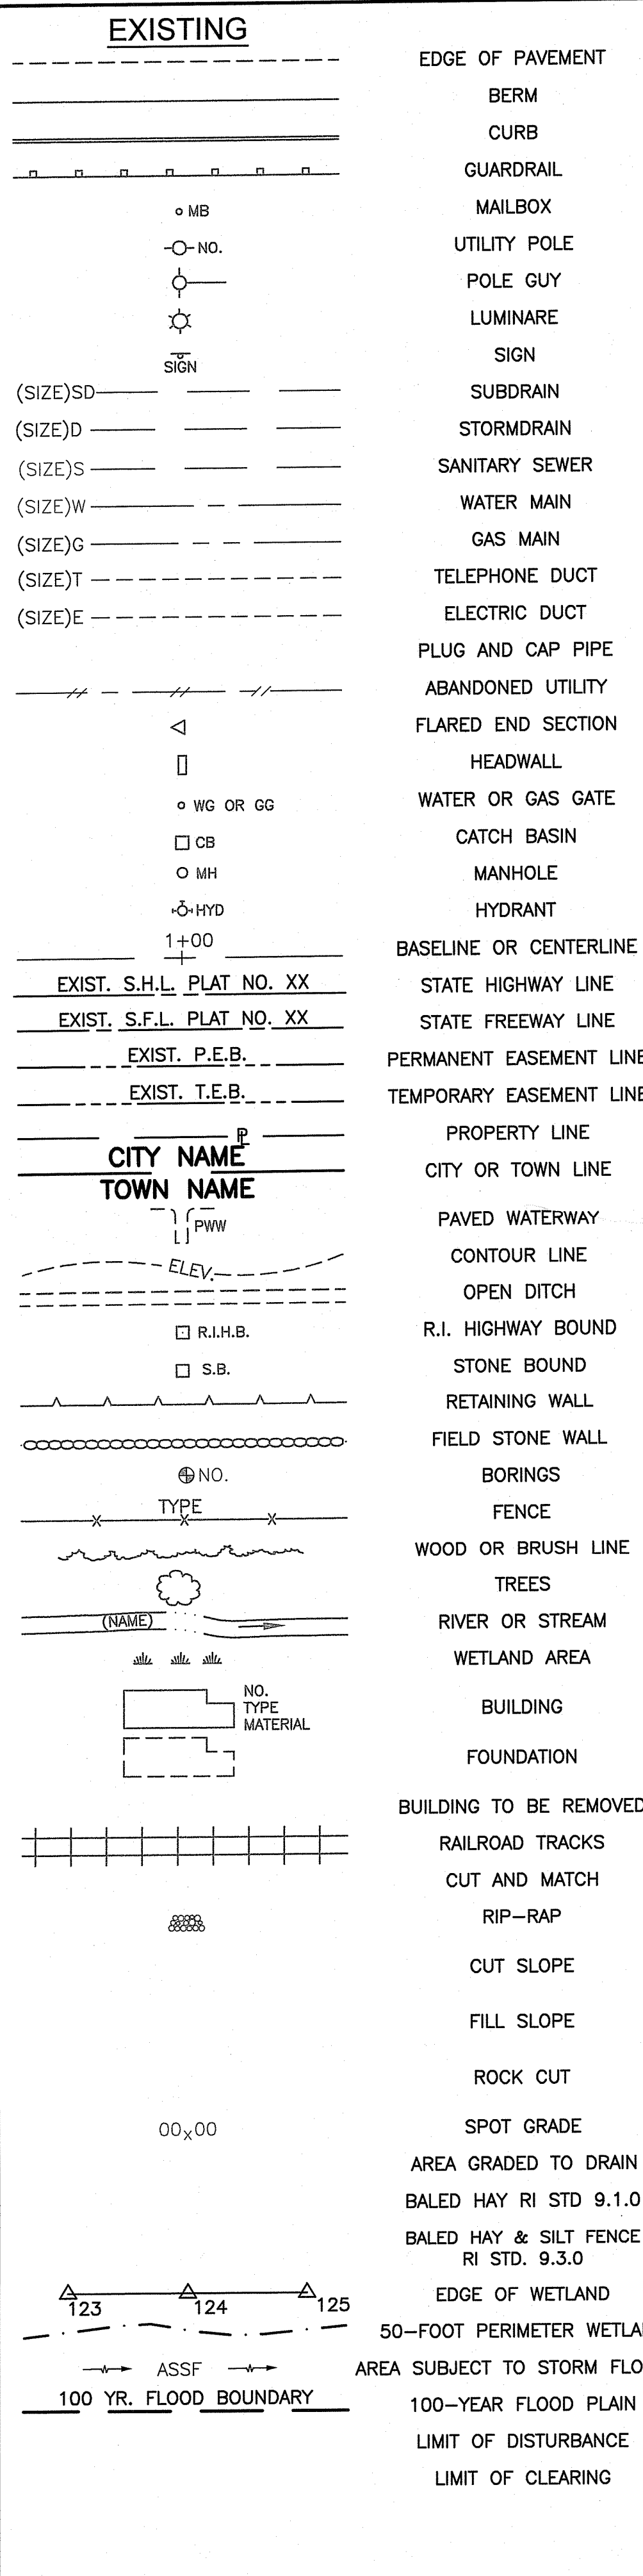 EXISTING
EDGE OF PAVEMENT
BERM
CURB
GUARDRAIL
MB MAILBOX
NO. UTILITY POLE
POLE GUY
LUMINARE
SIGN SIGN
(SIZE)SD SUBDRAIN
(SIZE)D STORMDRAIN
(SIZE)S SANITARY SEWER
(SIZE)W WATER MAIN
(SIZE)G GAS MAIN
(SIZE)T TELEPHONE DUCT
(SIZE)E ELECTRIC DUCT
PLUG AND CAP PIPE
ABANDONED UTILITY
FLARED END SECTION
HEADWALL
WG OR GG WATER OR GAS GATE
CB CATCH BASIN
MH MANHOLE
HYD HYDRANT
1+00 BASELINE OR CENTERLINE
EXIST. S.H.L. PLAT NO. XX STATE HIGHWAY LINE
EXIST. S.F.L. PLAT NO. XX STATE FREEWAY LINE
EXIST. P.E.B. PERMANENT EASEMENT LINE
EXIST. T.E.B. TEMPORARY EASEMENT LINE
PL PROPERTY LINE
CITY NAME CITY OR TOWN LINE
TOWN NAME
PWW PAVED WATERWAY
ELEV. CONTOUR LINE
OPEN DITCH
R.I.H.B. R.I. HIGHWAY BOUND
S.B. STONE BOUND
RETAINING WALL
FIELD STONE WALL
NO. BORINGS
TYPE FENCE
WOOD OR BRUSH LINE
TREES
(NAME) RIVER OR STREAM
WETLAND AREA
NO.
TYPE BUILDING
MATERIAL
FOUNDATION
BUILDING TO BE REMOVED
RAILROAD TRACKS
CUT AND MATCH
RIP-RAP
CUT SLOPE
FILL SLOPE
ROCK CUT
00x00 SPOT GRADE
AREA GRADED TO DRAIN
BALED HAY RI STD 9.1.0
BALED HAY & SILT FENCE
RI STD. 9.3.0
EDGE OF WETLAND
123 124 125
50-FOOT PERIMETER WETLA
ASSF AREA SUBJECT TO STORM FLO
100 YR. FLOOD BOUNDARY 100-YEAR FLOOD PLAIN
LIMIT OF DISTURBANCE
LIMIT OF CLEARING